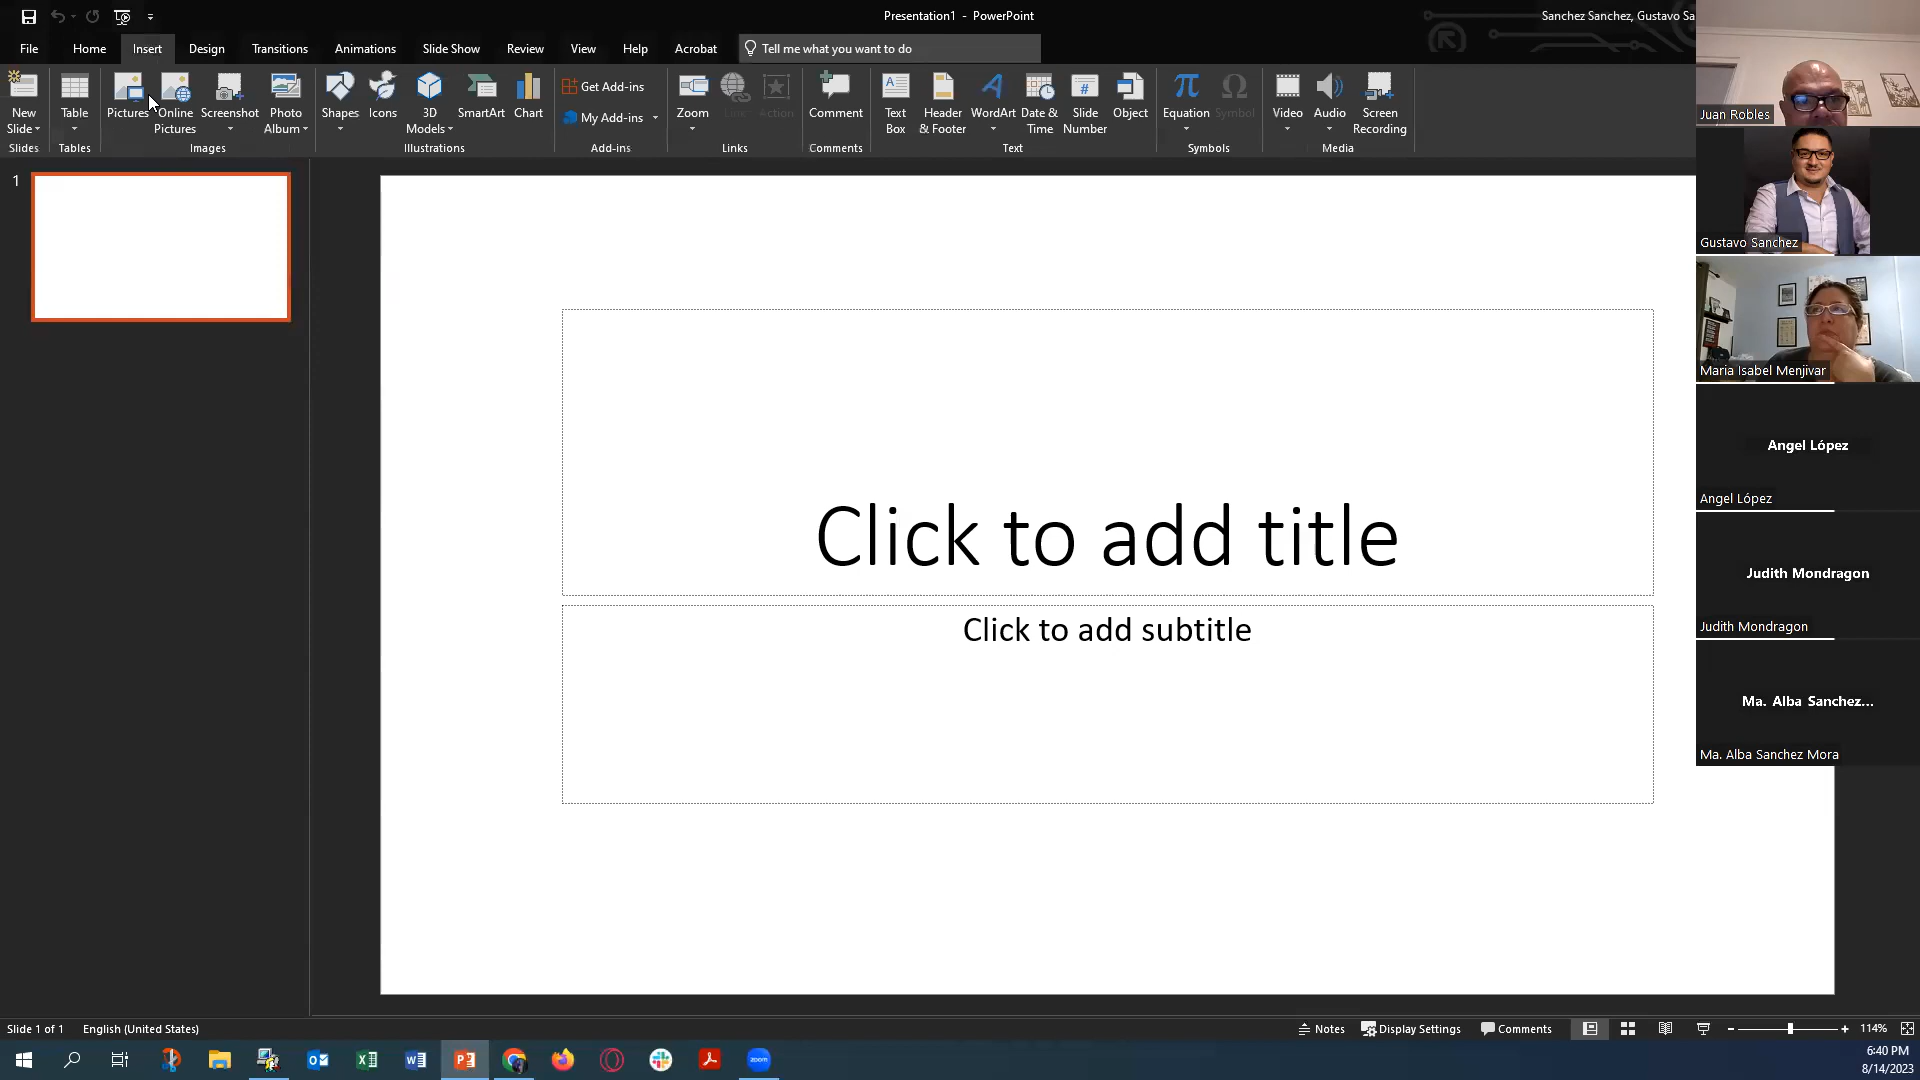 Presentation1 - PowerPoint
Sanchez Sanchez, Gustavo Sa
File Home Insert Design Transitions Animations Slide Show Review View Help Acrobat Tell me what you want to do
New Slide
Slides
Table
Tables
Pictures
Online Pictures
Screenshot
Photo Album
Images
Shapes
Icons
3D Models
SmartArt
Chart
Illustrations
Get Add-ins
My Add-ins
Add-ins
Zoom
Link
Action
Links
Comment
Comments
Text Box
Header & Footer
WordArt
Date & Time
Slide Number
Object
Text
Equation
Symbol
Symbols
Video
Audio
Screen Recording
Media
1
Click to add title
Click to add subtitle
Juan Robles
Gustavo Sanchez
Maria Isabel Menjivar
Angel López
Angel López
Judith Mondragon
Judith Mondragon
Ma. Alba Sanchez...
Ma. Alba Sanchez Mora
Slide 1 of 1 English (United States) Notes Display Settings Comments 114%
zoom
6:40 PM
8/14/2023